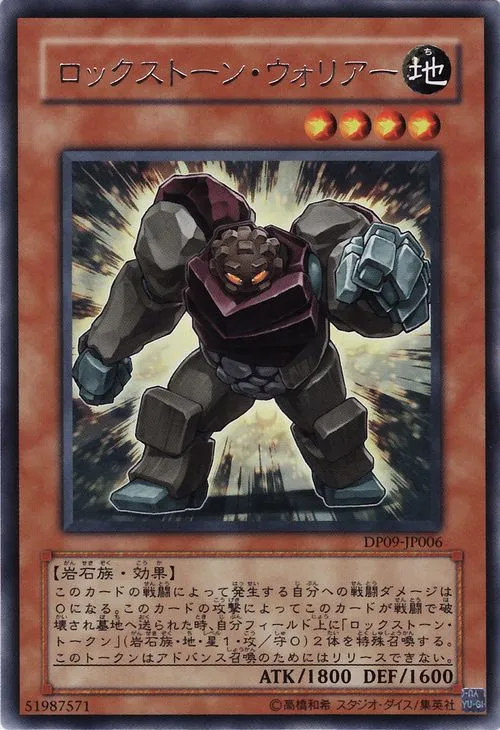 ロックストーン・ウォリアー
ち
地
DP09-JP006
【岩石族・効果】
このカードの戦闘によって発生する自分への戦闘ダメージは
0になる。このカードの攻撃によってこのカードが戦闘で破
壊され墓地へ送られた時、自分フィールド上に「ロックストーン・
トークン」(岩石族・地・星1・攻/守0)2体を特殊召喚する。
このトークンはアドバンス召喚のためにはリリースできない。
ATK/1800 DEF/1600
51987571
©高橋和希 スタジオ・ダイス/集英社